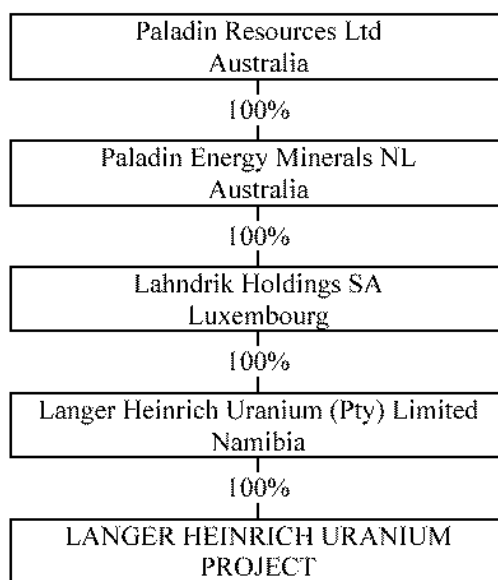 Paladin Resources Ltd
Australia
100%
Paladin Energy Minerals NL
Australia
100%
Lahndrik Holdings SA
Luxembourg
100%
Langer Heinrich Uranium (Pty) Limited
Namibia
100%
LANGER HEINRICH URANIUM
PROJECT